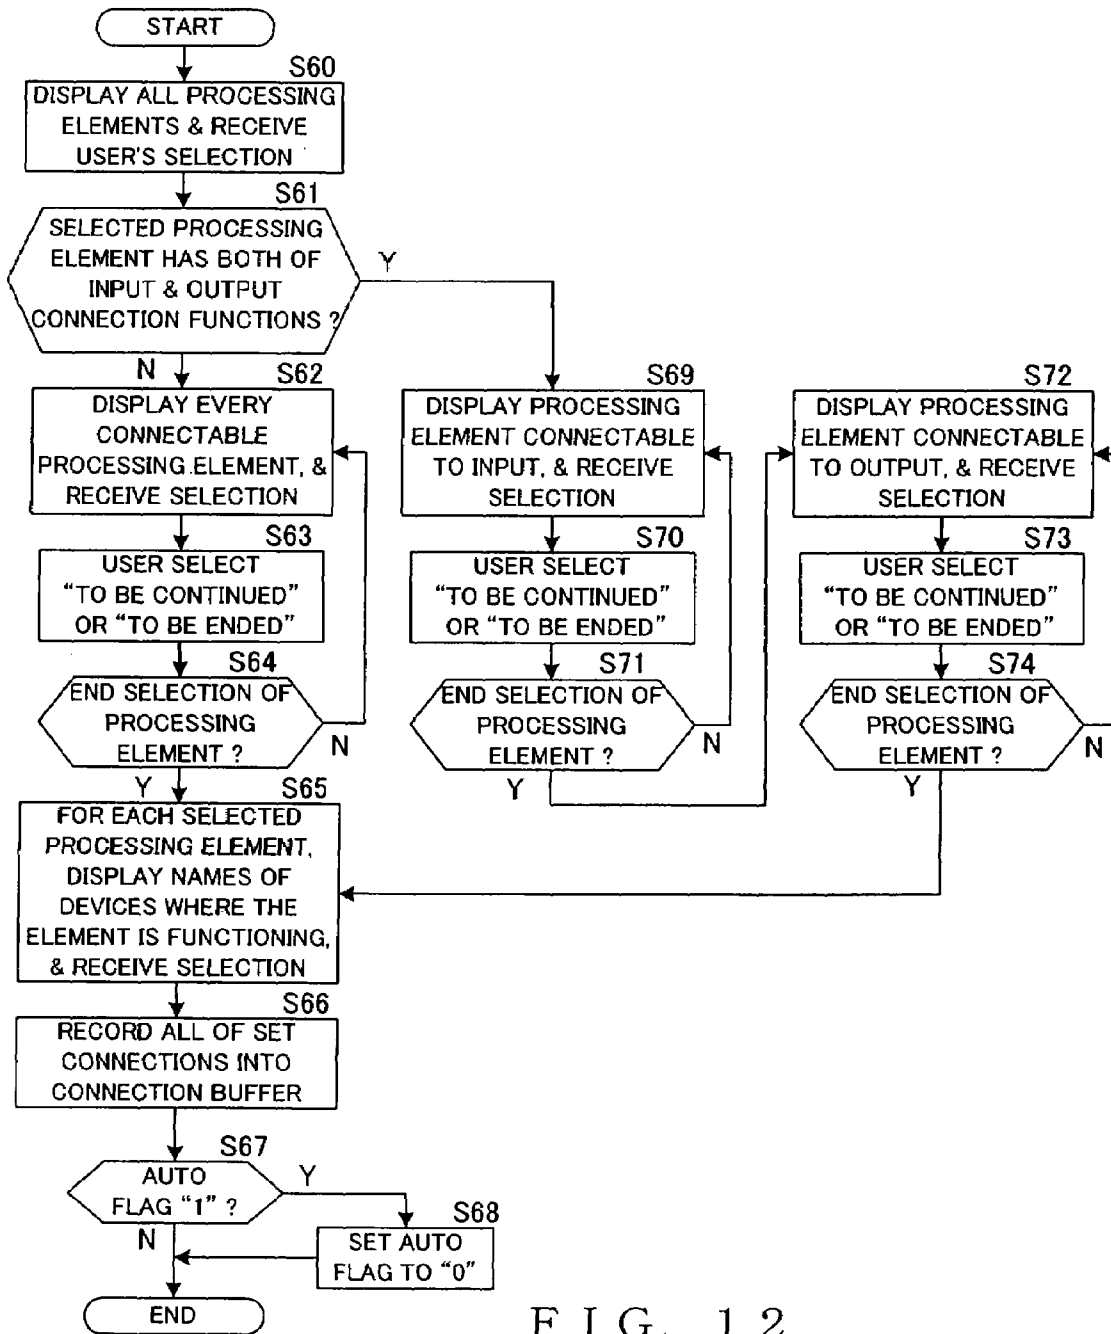 START
S60
DISPLAY ALL PROCESSING
ELEMENTS & RECEIVE
USER'S SELECTION
S61
SELECTED PROCESSING
ELEMENT HAS BOTH OF
INPUT & OUTPUT
CONNECTION FUNCTIONS ?
Y
N
S62
DISPLAY EVERY
CONNECTABLE
PROCESSING ELEMENT, &
RECEIVE SELECTION
S63
USER SELECT
“TO BE CONTINUED”
OR “TO BE ENDED”
S64
END SELECTION OF
PROCESSING
ELEMENT ?
N
Y
S69
DISPLAY PROCESSING
ELEMENT CONNECTABLE
TO INPUT, & RECEIVE
SELECTION
S70
USER SELECT
“TO BE CONTINUED”
OR “TO BE ENDED”
S71
END SELECTION OF
PROCESSING
ELEMENT ?
N
Y
S72
DISPLAY PROCESSING
ELEMENT CONNECTABLE
TO OUTPUT, & RECEIVE
SELECTION
S73
USER SELECT
“TO BE CONTINUED”
OR “TO BE ENDED”
S74
END SELECTION OF
PROCESSING
ELEMENT ?
N
Y
S65
FOR EACH SELECTED
PROCESSING ELEMENT,
DISPLAY NAMES OF
DEVICES WHERE THE
ELEMENT IS FUNCTIONING,
& RECEIVE SELECTION
S66
RECORD ALL OF SET
CONNECTIONS INTO
CONNECTION BUFFER
S67
AUTO
FLAG “1” ?
Y
N
S68
SET AUTO
FLAG TO “0”
END
FIG. 12